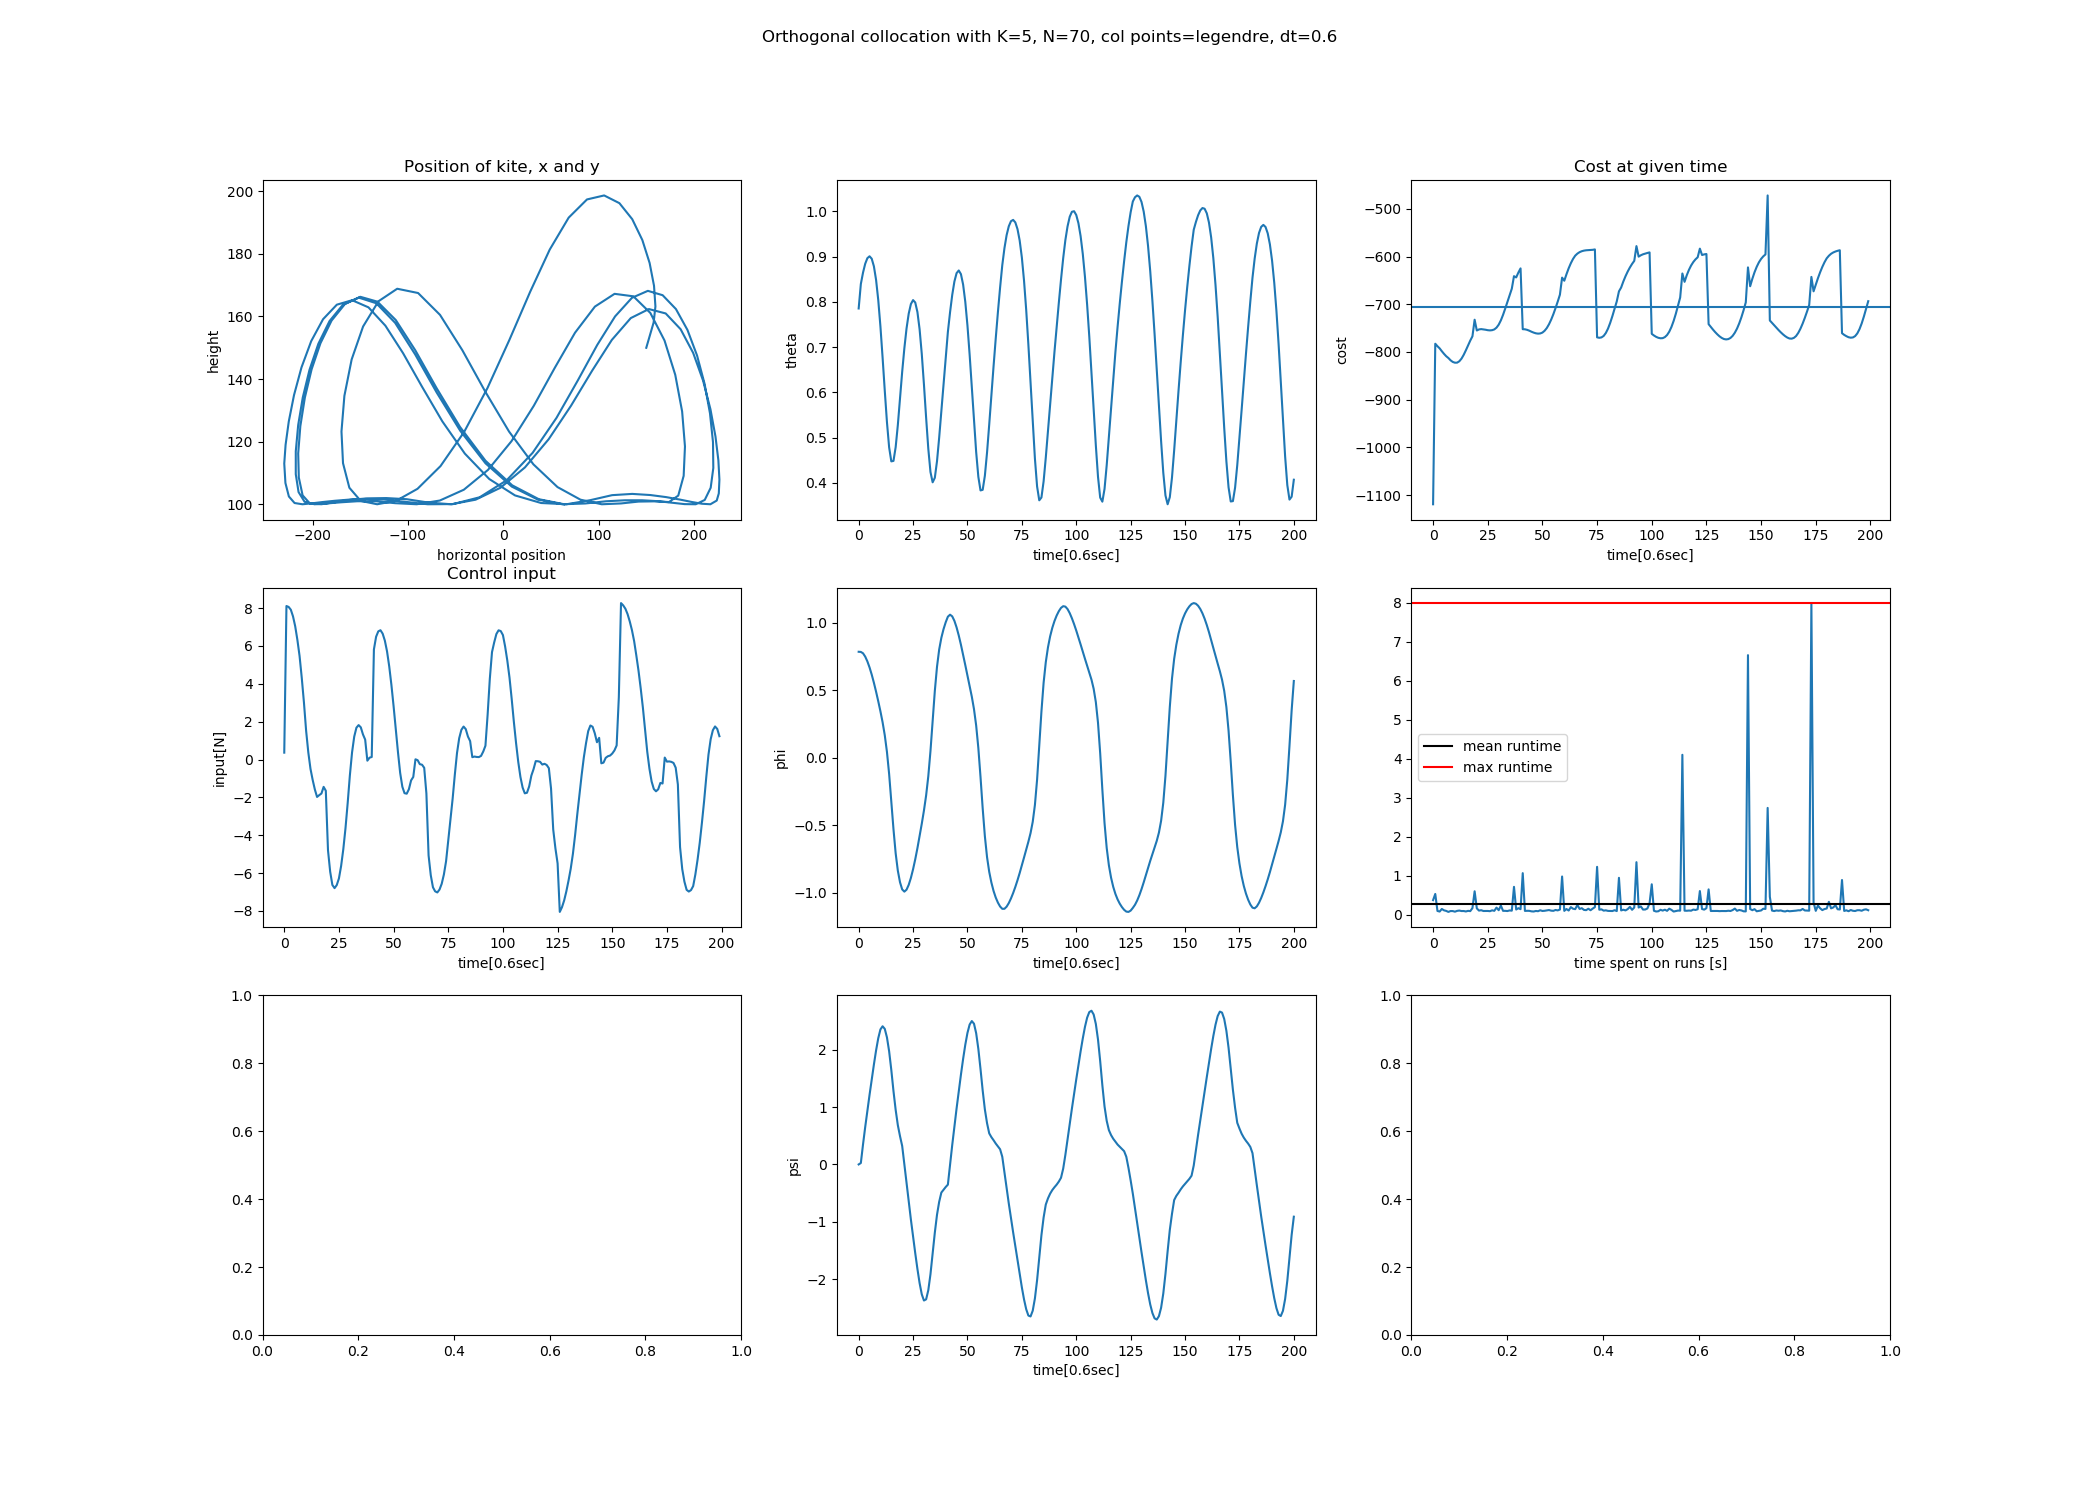 Orthogonal collocation with K=5, N=70, col points=legendre, dt=0.6
Position of kite, x and y
200
180
160
140
120
100
height
−200 −100 0 100 200
horizontal position
1.0
0.9
0.8
0.7
0.6
0.5
0.4
theta
0 25 50 75 100 125 150 175 200
time[0.6sec]
Cost at given time
−500
−600
−700
−800
−900
−1000
−1100
cost
0 25 50 75 100 125 150 175 200
time[0.6sec]
Control input
8
6
4
2
0
−2
−4
−6
−8
input[N]
0 25 50 75 100 125 150 175 200
time[0.6sec]
1.0
0.5
0.0
−0.5
−1.0
phi
0 25 50 75 100 125 150 175 200
time[0.6sec]
8
7
6
5
4
3
2
1
0
mean runtime
max runtime
0 25 50 75 100 125 150 175 200
time spent on runs [s]
1.0
0.8
0.6
0.4
0.2
0.0
0.0 0.2 0.4 0.6 0.8 1.0
2
1
0
−1
−2
psi
0 25 50 75 100 125 150 175 200
time[0.6sec]
1.0
0.8
0.6
0.4
0.2
0.0
0.0 0.2 0.4 0.6 0.8 1.0